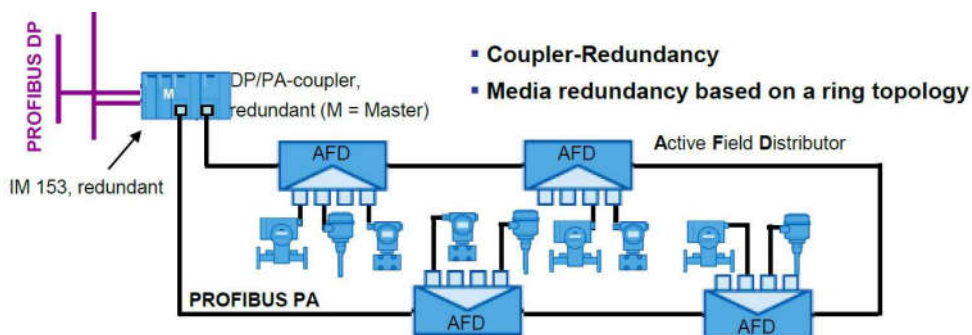 PROFIBUS DP
▪ Coupler-Redundancy
▪ Media redundancy based on a ring topology
M
DP/PA-coupler,
redundant (M = Master)
IM 153, redundant
AFD
AFD
Active Field Distributor
PROFIBUS PA
AFD
AFD